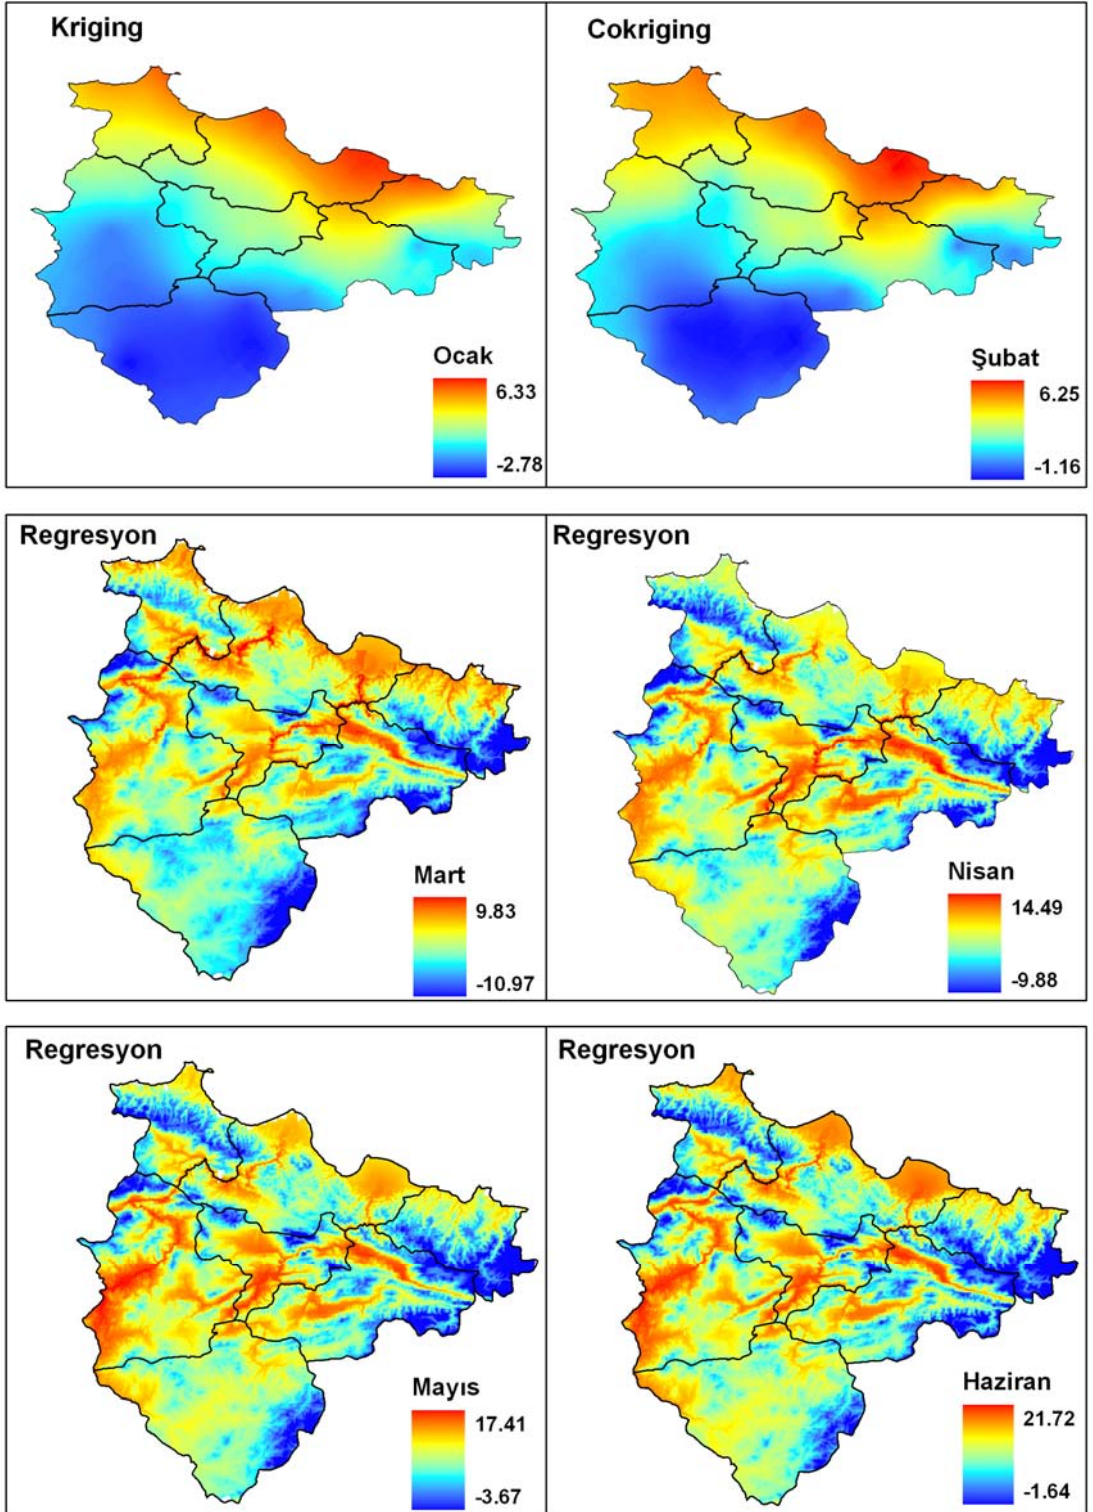 Kriging
Ocak
6.33
-2.78
Cokriging
Şubat
6.25
-1.16
Regresyon
Mart
9.83
-10.97
Regresyon
Nisan
14.49
-9.88
Regresyon
Mayıs
17.41
-3.67
Regresyon
Haziran
21.72
-1.64